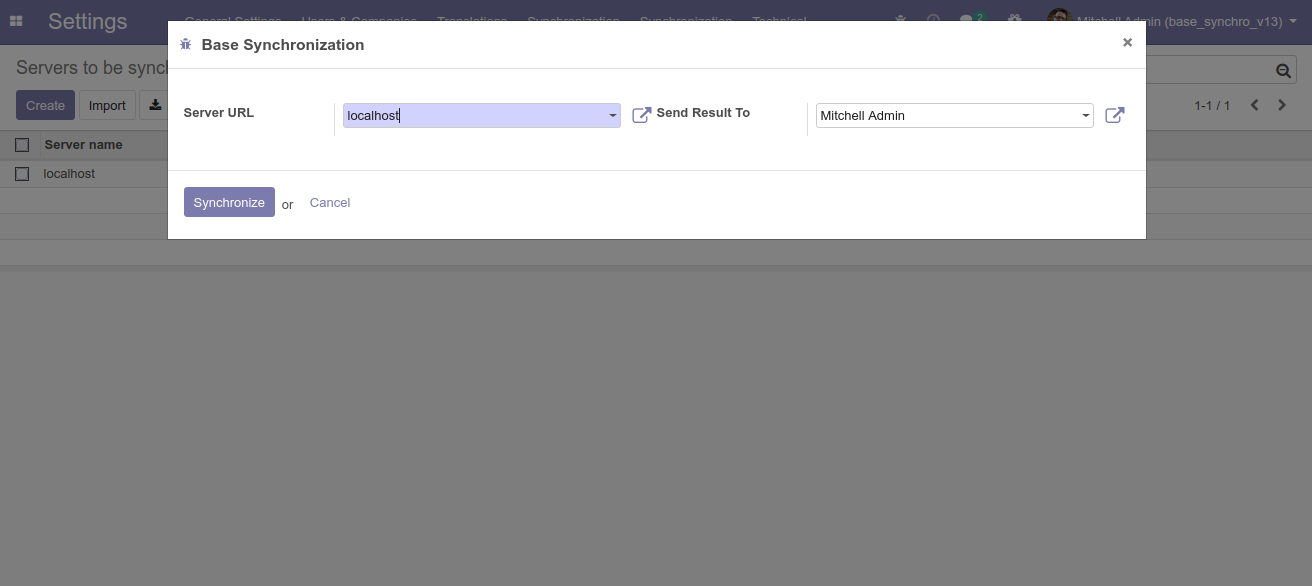 Settings
General Settings Users & Companies Translations Synchronization Synchronization Technical
2
Mitchell Admin (base_synchro_v13)
Base Synchronization
×
Servers to be sync
Create
Import
1-1 / 1
Server URL
localhost
Send Result To
Mitchell Admin
Server name
localhost
Synchronize or Cancel